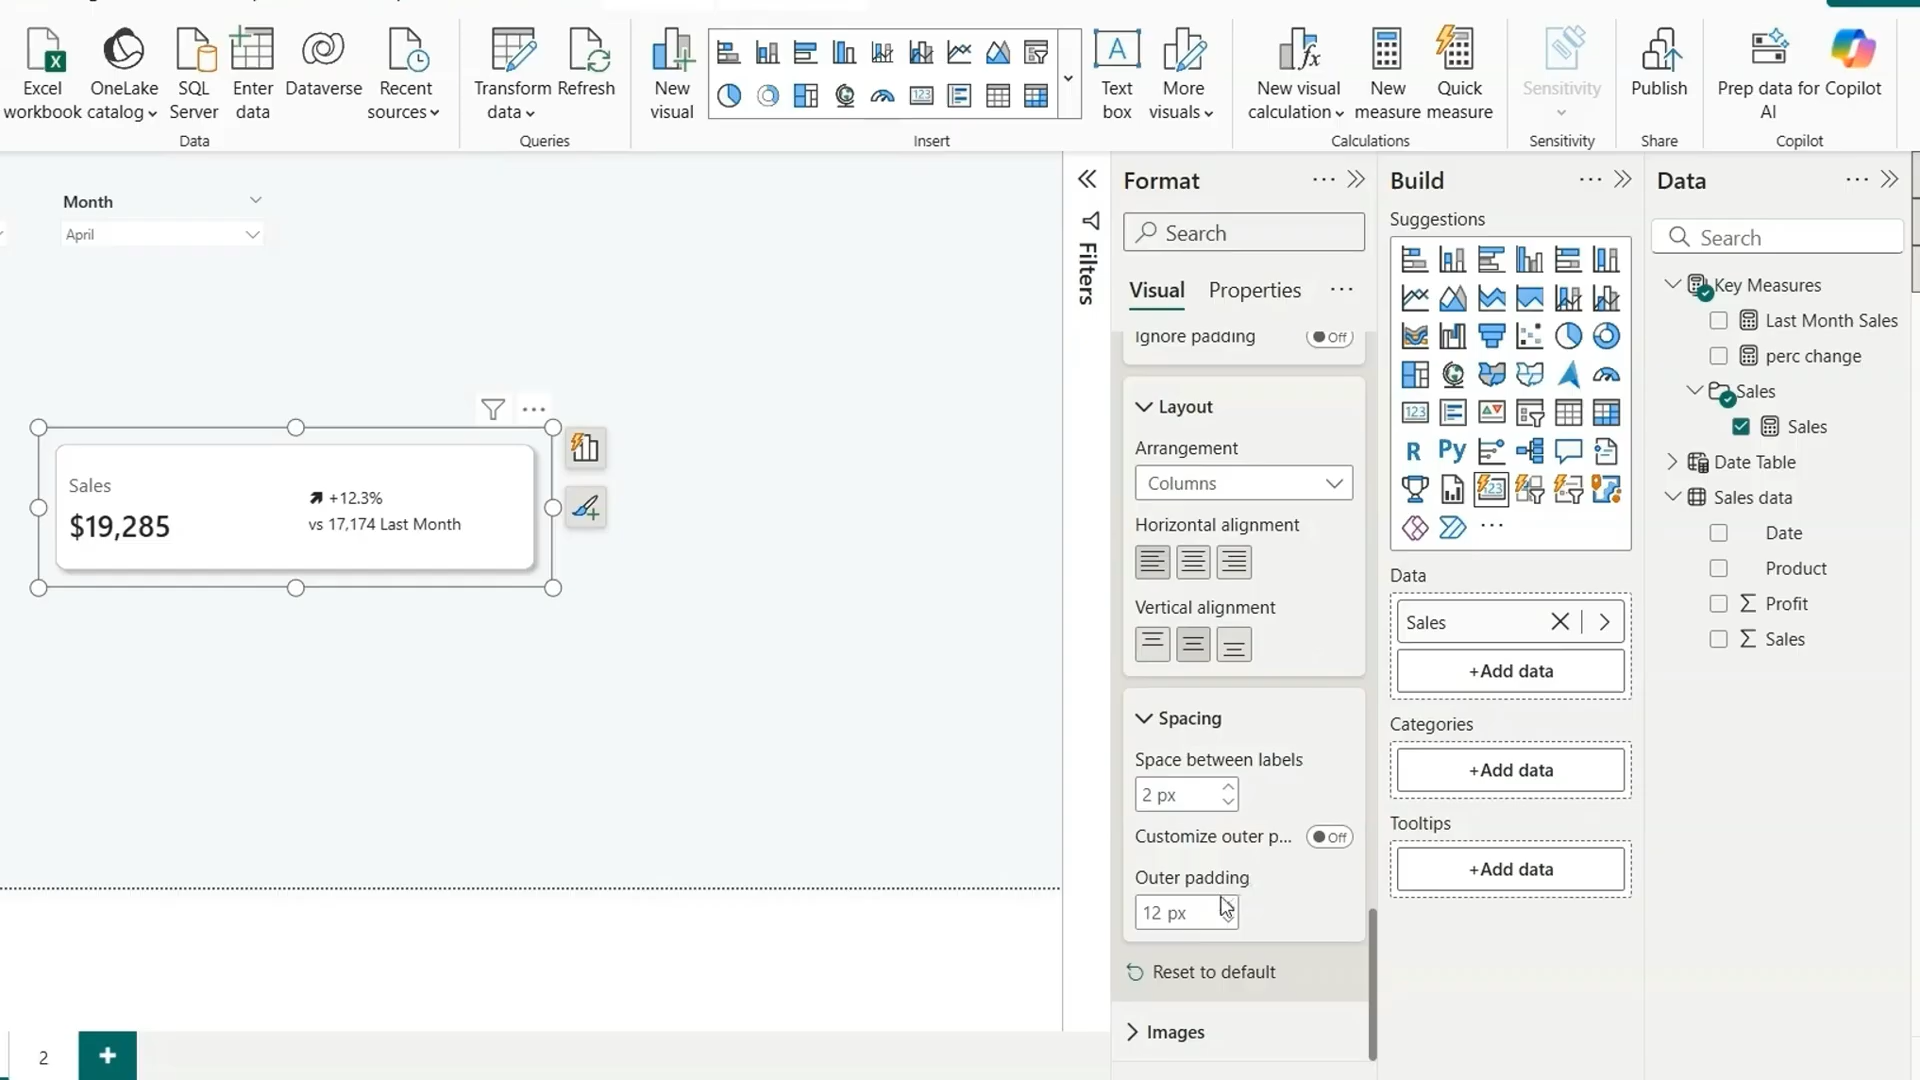 Excel workbook
OneLake catalog
SQL Server
Enter data
Dataverse
Recent sources
Data
Transform data
Refresh
Queries
New visual
Insert
Text box
More visuals
New visual calculation
New measure
Quick measure
Calculations
Sensitivity
Sensitivity
Publish
Share
Prep data for AI
Copilot
Copilot
Month
April
Sales
$19,285
+12.3%
vs 17,174 Last Month
2
Filters
Format
Search
Visual
Properties
Ignore padding
Off
Layout
Arrangement
Columns
Horizontal alignment
Vertical alignment
Spacing
Space between labels
2 px
Customize outer p...
Off
Outer padding
12 px
Reset to default
Images
Build
Suggestions
123
R
Py
123
Data
Sales
+Add data
Categories
+Add data
Tooltips
+Add data
Data
Search
Key Measures
Last Month Sales
perc change
Sales
Sales
Date Table
Sales data
Date
Product
Profit
Sales